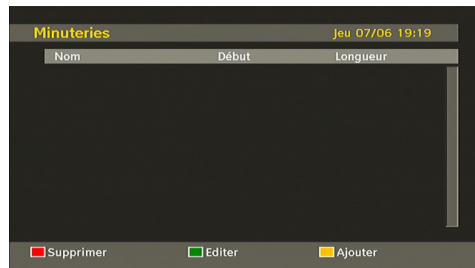 Minuteries Jeu 07/06 19:19
Nom Début Longueur
Supprimer Editer Ajouter